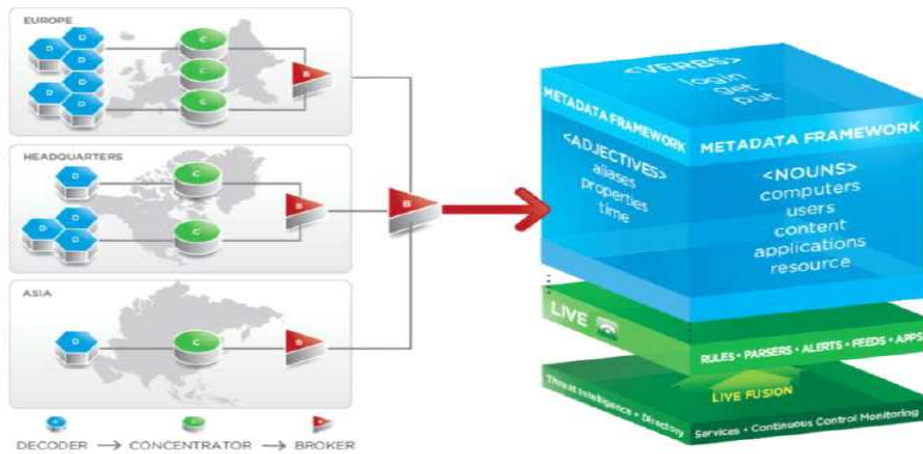 EUROPE
D
D
D
D
D
D
C
C
C
B
HEADQUARTERS
D
D
D
D
C
C
B
B
ASIA
D
C
B
DECODER → CONCENTRATOR → BROKER
<VERBS>
login
get
put
METADATA FRAMEWORK
<ADJECTIVES>
aliases
properties
time
METADATA FRAMEWORK
<NOUNS>
computers
users
content
applications
resource
LIVE
RULES • PARSERS • ALERTS • FEEDS • APPS
LIVE FUSION
Threat Intelligence • Directory
Services • Continuous Control Monitoring